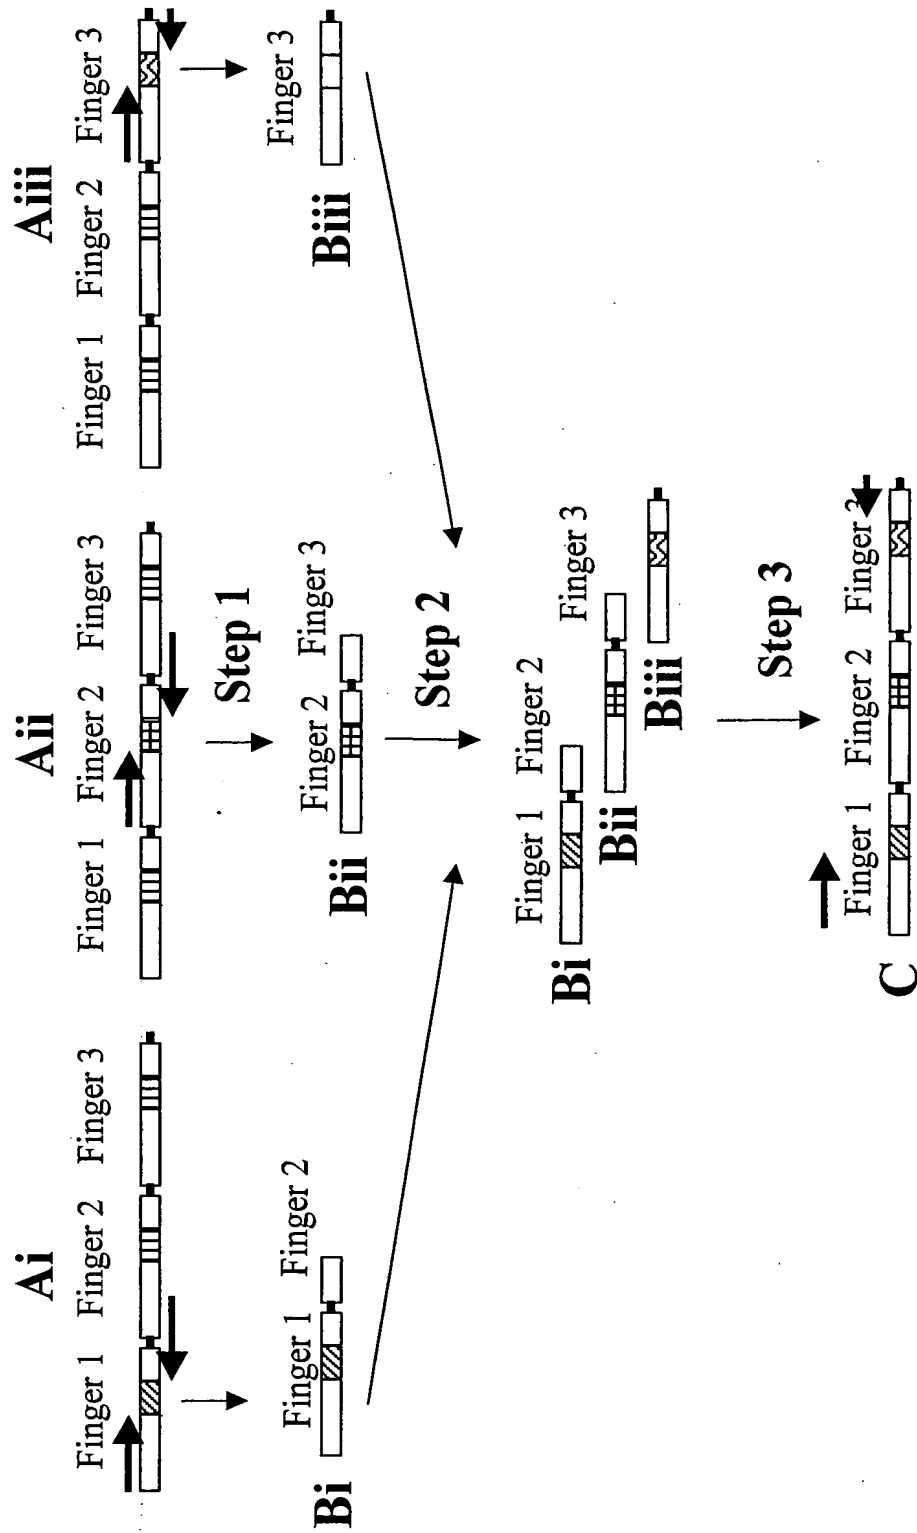 Ai
Aii
Aiii
Finger 1 Finger 2 Finger 3
Finger 1 Finger 2 Finger 3
Finger 1 Finger 2 Finger 3
Step 1
Finger 1 Finger 2
Bi
Finger 2 Finger 3
Bii
Finger 3
Biii
Step 2
Finger 1 Finger 2
Bi
Finger 3
Bii
Biii
Step 3
Finger 1 Finger 2 Finger 3
C